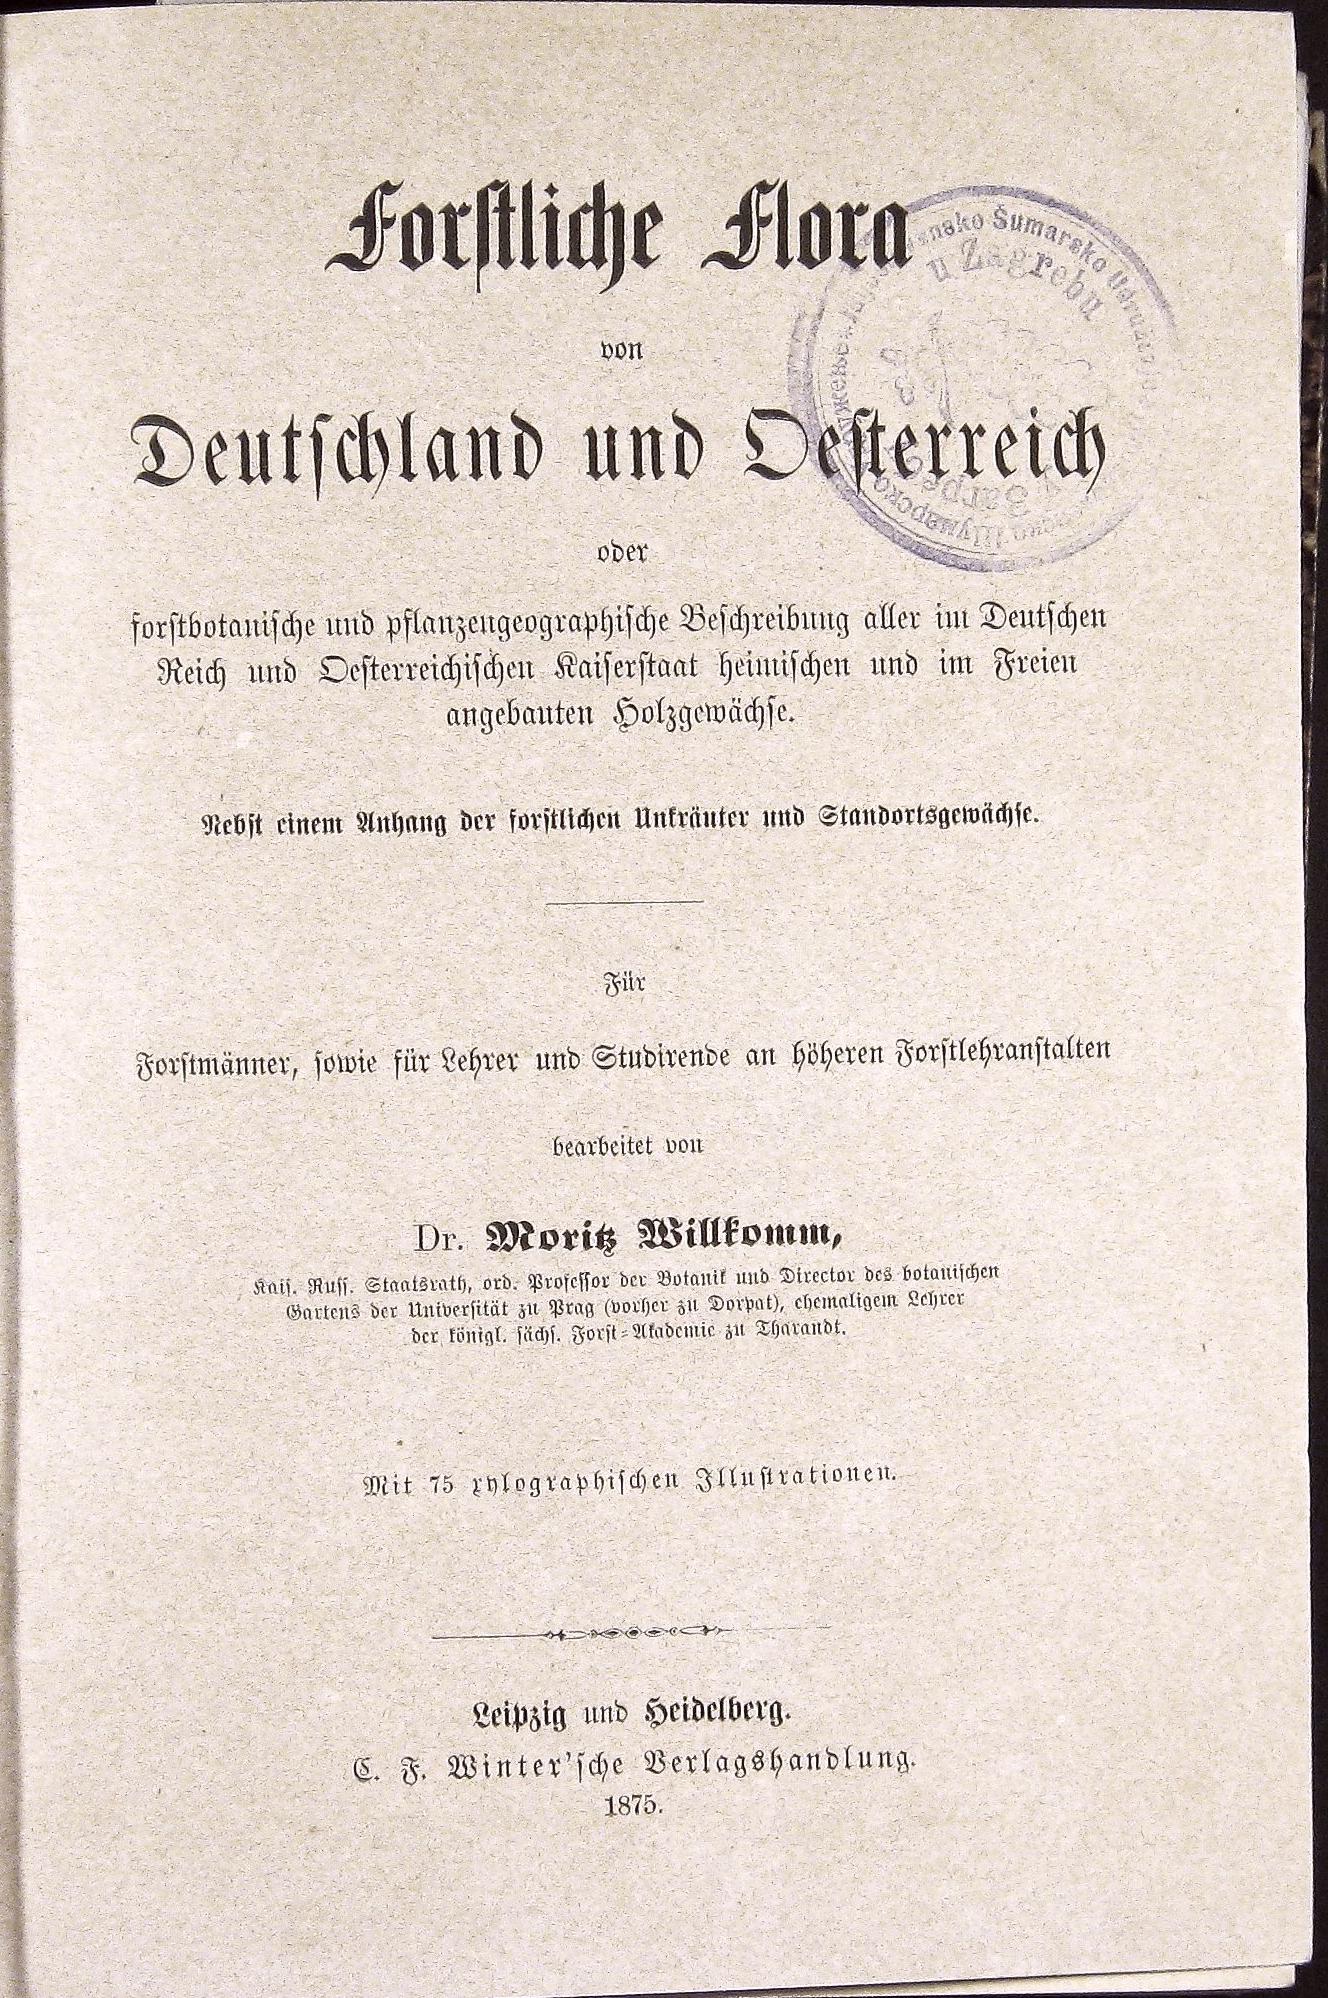 Forstliche Flora
von
Deutschland und Oesterreich
oder
forstbotanische und pflanzengeographische Beschreibung aller im Deutschen
Reich und Oesterreichischen Kaiserstaat heimischen und im Freien
angebauten Holzgewächse.
Nebst einem Anhang der forstlichen Unkräuter und Standortsgewächse.
Für
Forstmänner, sowie für Lehrer und Studirende an höheren Forstlehranstalten
bearbeitet von
Dr. Moritz Willkomm,
Kais. Russ. Staatsrath, ord. Professor der Botanik und Director des botanischen
Gartens der Universität zu Prag (vorher zu Dorpat), ehemaligem Lehrer
der königl. sächs. Forst-Akademie zu Tharandt.
Mit 75 xylographischen Illustrationen.
Leipzig und Heidelberg.
C. F. Winter'sche Verlagshandlung.
1875.
Šumarsko
u Zagrebu